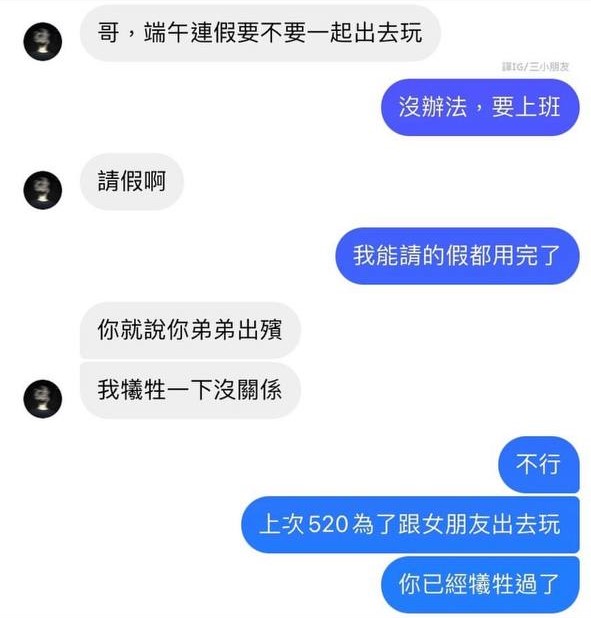 哥，端午連假要不要一起出去玩
譯IG/三小朋友
沒辦法，要上班
請假啊
我能請的假都用完了
你就說你弟弟出殯
我犧牲一下沒關係
不行
上次520為了跟女朋友出去玩
你已經犧牲過了